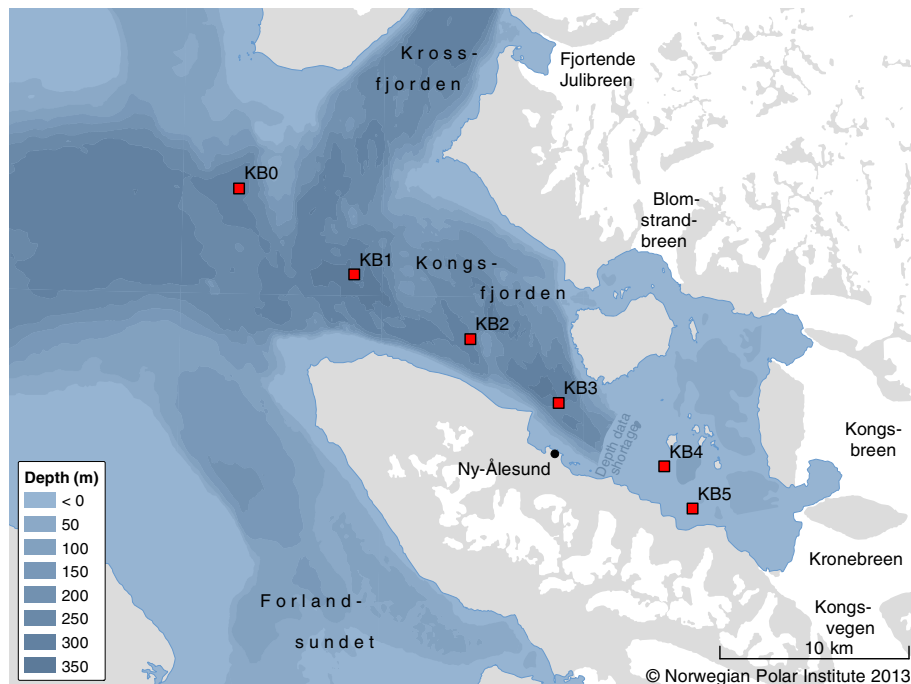 Kross-
fjorden
Fjortende
Julibreen
KB0
Blom-
strand-
breen
KB1
Kongs-
fjorden
KB2
KB3
Depth data
shortage
Kongs-
breen
Ny-Ålesund
KB4
KB5
Depth (m)
< 0
50
100
150
200
250
300
350
Kronebreen
Forland-
sundet
Kongs-
vegen
10 km
© Norwegian Polar Institute 2013